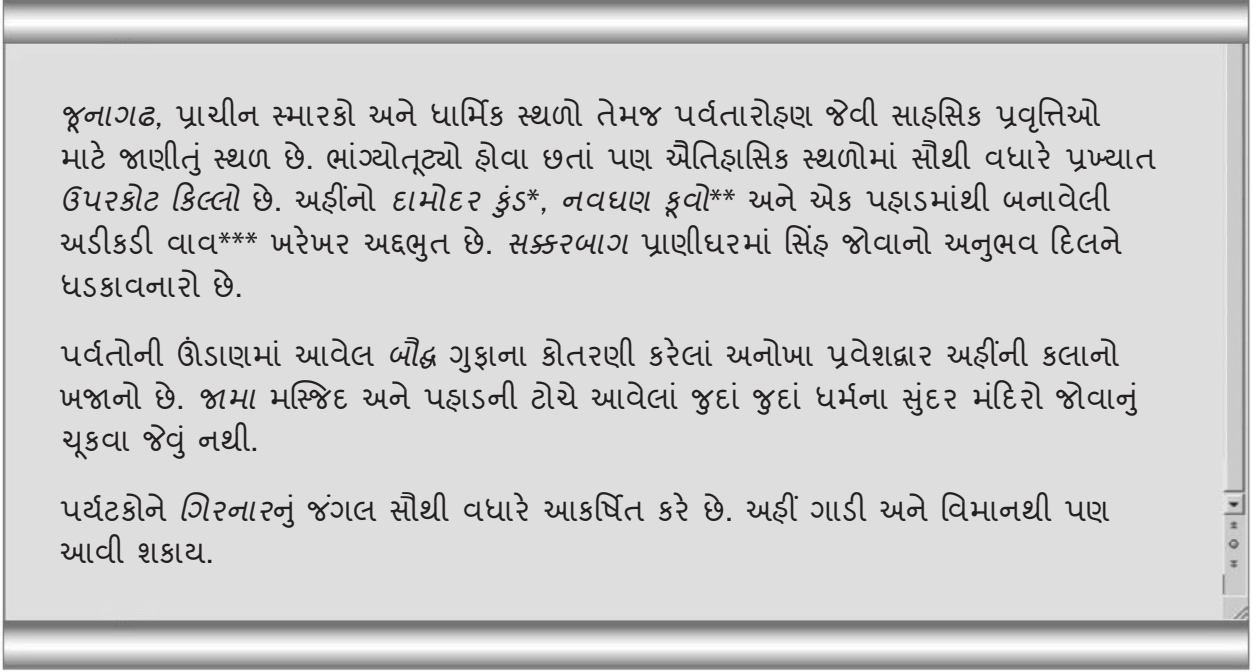 જૂનાગઢ, પ્રાચીન સ્મારકો અને ધાર્મિક સ્થળો તેમજ પર્વતારોહણ જેવી સાહસિક પ્રવૃત્તિઓ
માટે જાણીતું સ્થળ છે. ભાંગ્યોતૂટ્યો હોવા છતાં પણ ઐતિહાસિક સ્થળોમાં સૌથી વધારે પ્રખ્યાત
ઉપરકોટ કિલ્લો છે. અહીંનો દામોદર કુંડ*, નવઘણ કૂવો** અને એક પહાડમાંથી બનાવેલી
અડીકડી વાવ*** ખરેખર અદ્દભુત છે. સક્કરબાગ પ્રાણીઘરમાં સિંહ જોવાનો અનુભવ દિલને
ધડકાવનારો છે.
પર્વતોની ઊંડાણમાં આવેલ બૌદ્ધ ગુફાના કોતરણી કરેલાં અનોખા પ્રવેશદ્વાર અહીંની કલાનો
ખજાનો છે. જામા મસ્જિદ અને પહાડની ટોચે આવેલાં જુદાં જુદાં ધર્મના સુંદર મંદિરો જોવાનું
ચૂકવા જેવું નથી.
પર્યટકોને ગિરનારનું જંગલ સૌથી વધારે આકર્ષિત કરે છે. અહીં ગાડી અને વિમાનથી પણ
આવી શકાય.